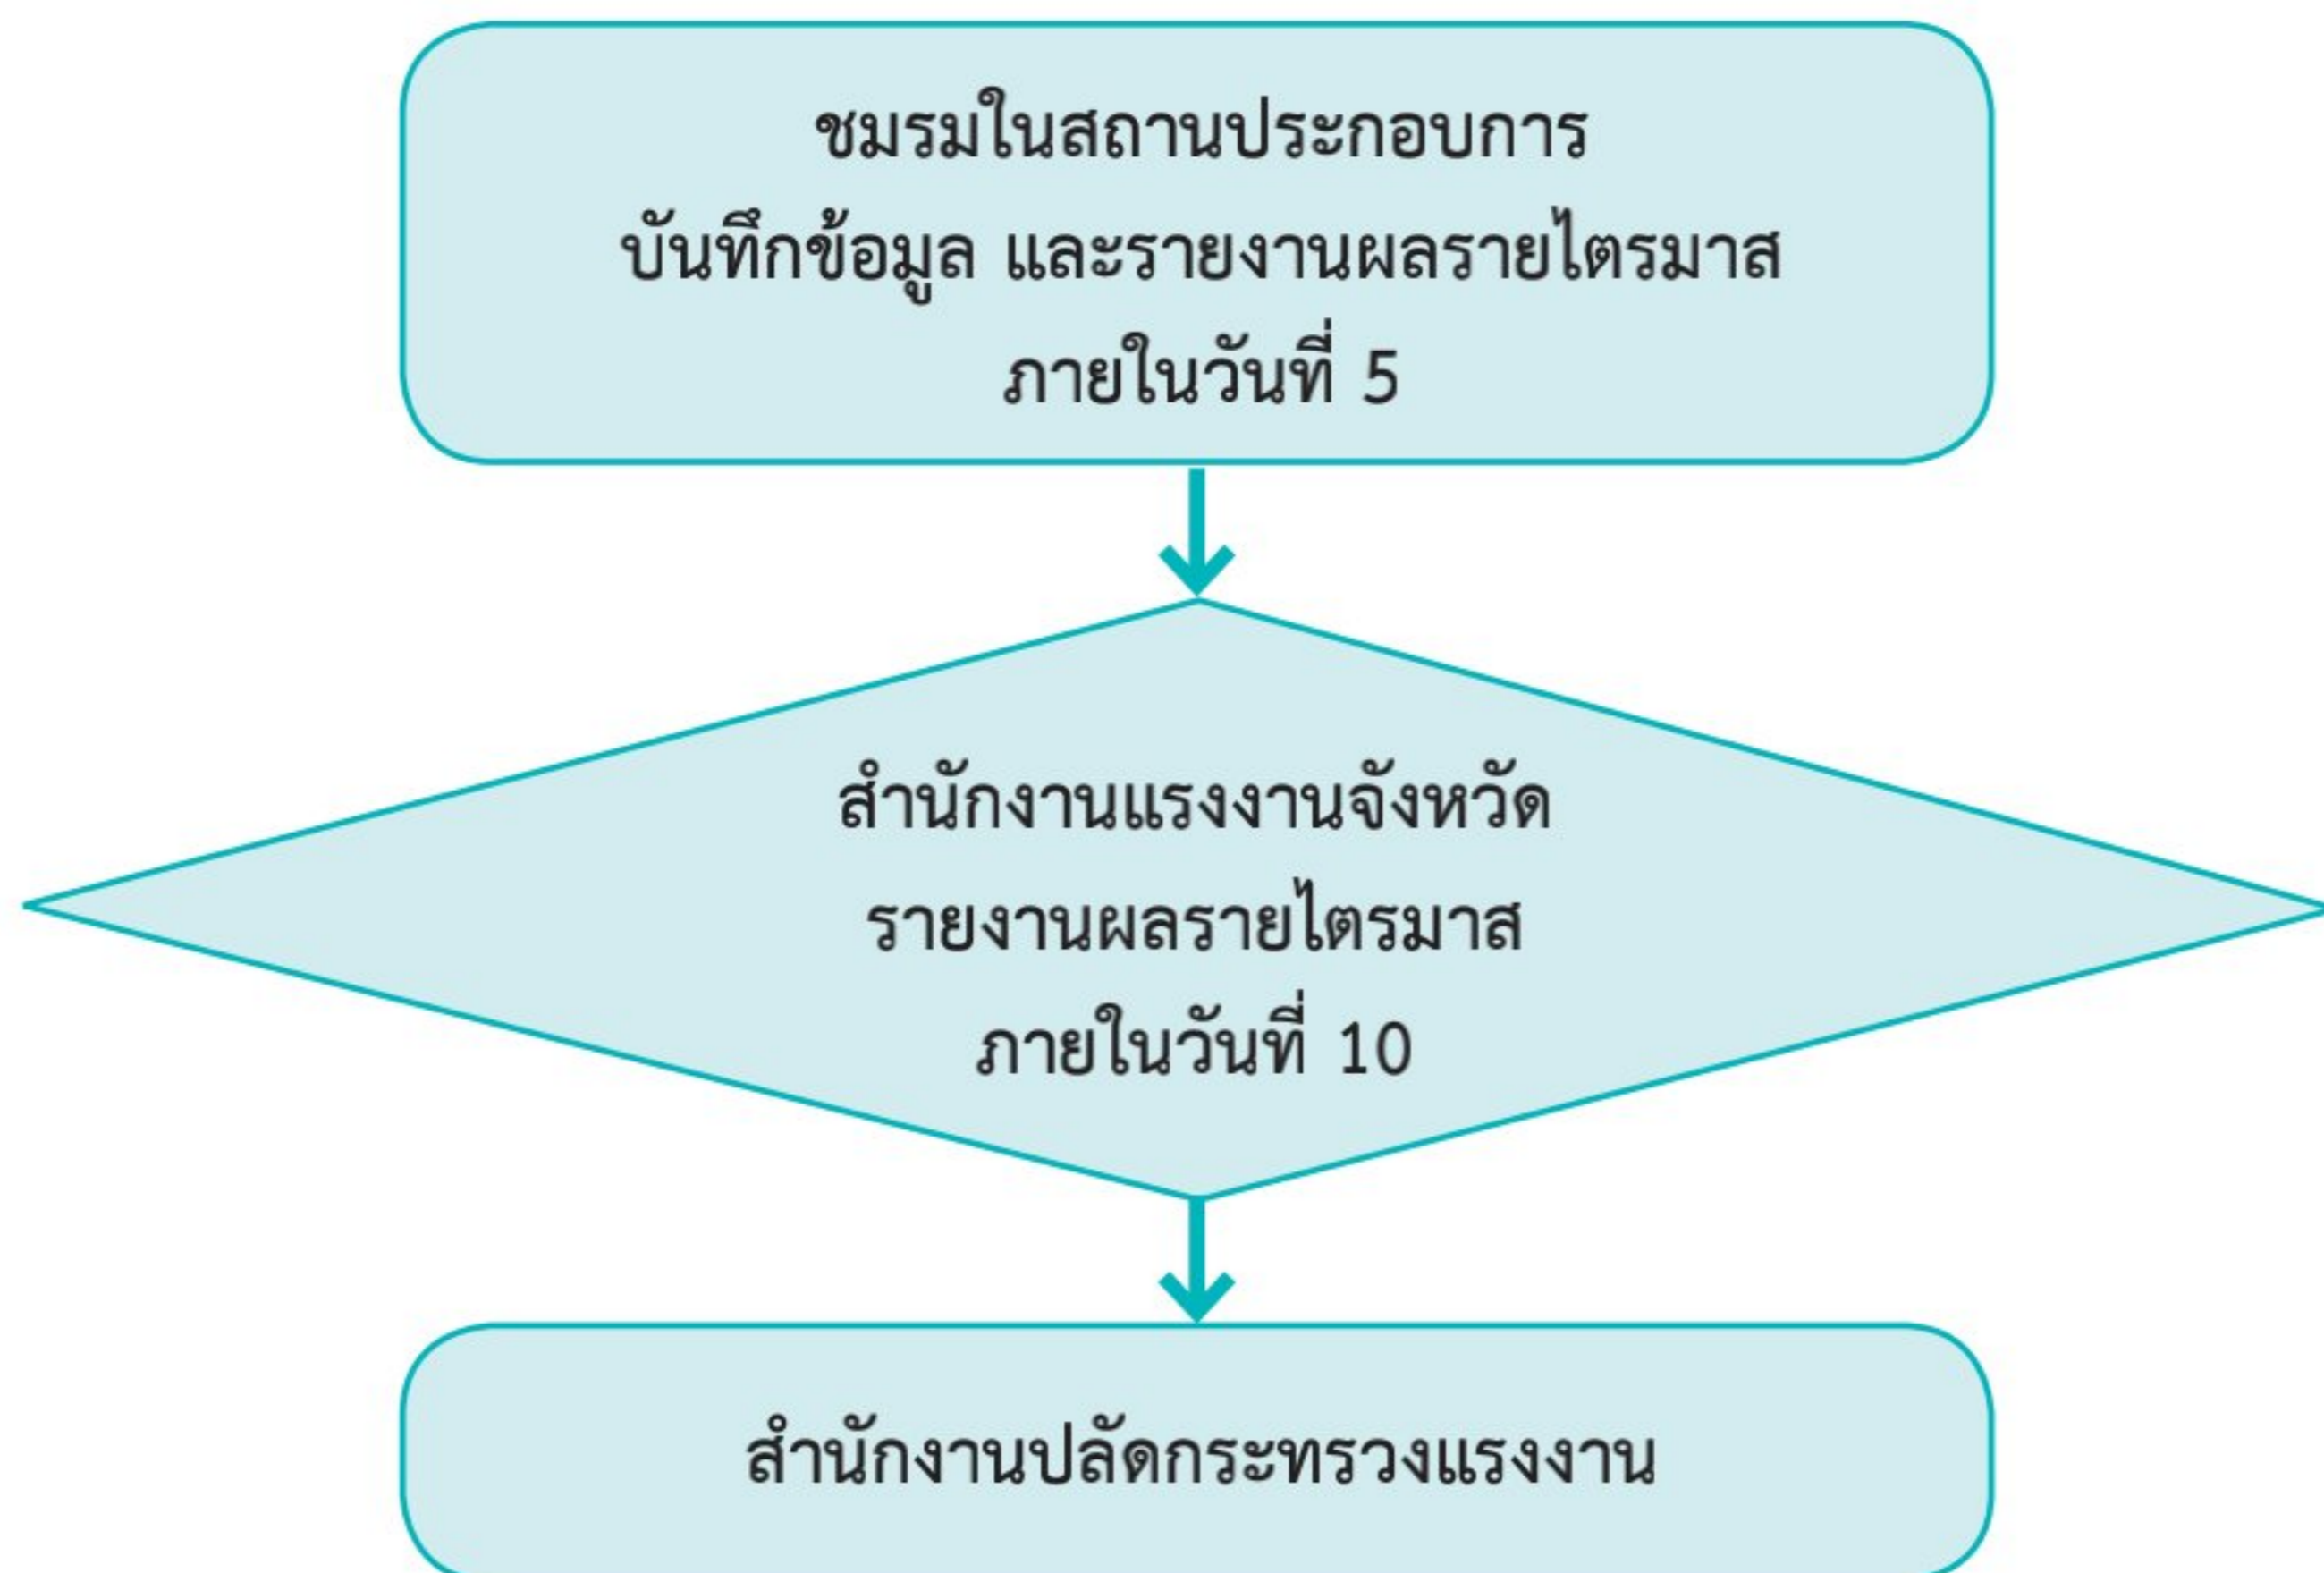 ชมรมในสถานประกอบการ
บันทึกข้อมูล และรายงานผลรายไตรมาส
ภายในวันที่ 5
สำนักงานแรงงานจังหวัด
รายงานผลรายไตรมาส
ภายในวันที่ 10
สำนักงานปลัดกระทรวงแรงงาน